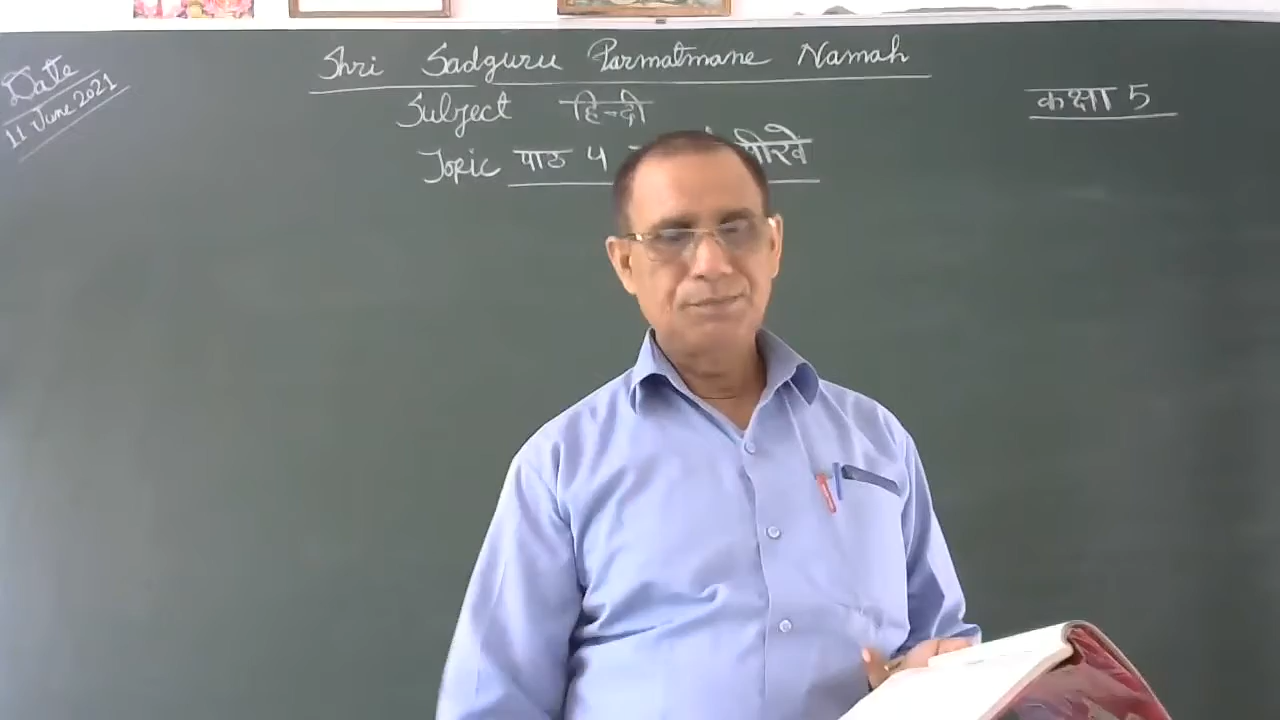 Date
11 June 2021
Shri Sadguru Parmatmane Namah
Subject हिन्दी
कक्षा 5
Topic पाठ 4